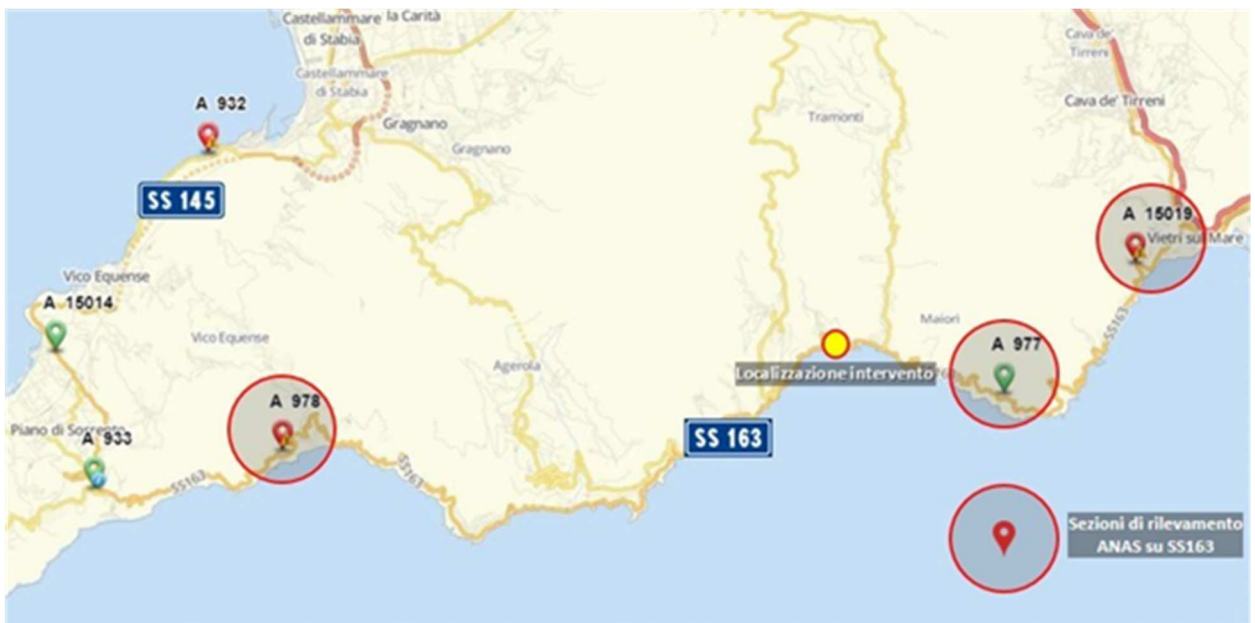 Castellammare
di Stabia
la Carità
Castellammare
di Stabia
Cava de'
Tirreni
Cava de' Tirreni
Tramonti
A 932
Gragnano
Gragnano
SS 145
A 15019
Vietri sul Mare
Vico Equense
A 15014
Vico Equense
Maiori
SS163
A 977
Agerola
Localizzazione intervento
A 978
Piano di Sorrento
A 933
SS 163
SS163
SS163
Sezioni di rilevamento
ANAS su SS163